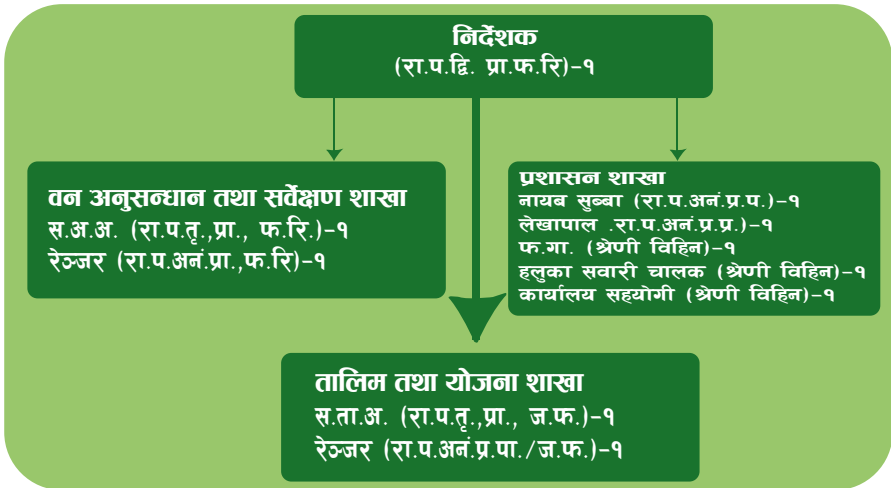 निर्देशक
(रा.प.द्वि. प्रा.फ.रि)-१
वन अनुसन्धान तथा सर्वेक्षण शाखा
स.अ.अ. (रा.प.तृ.,प्रा., फ.रि.)-१
रेञ्जर (रा.प.अनं.प्रा.,फ.रि)-१
प्रशासन शाखा
नायब सुब्बा (रा.प.अनं.प्र.प.)-१
लेखापाल .रा.प.अनं.प्र.प्र.)-१
फ.गा. (श्रेणी विहिन)-१
हलुका सवारी चालक (श्रेणी विहिन)-१
कार्यालय सहयोगी (श्रेणी विहिन)-१
तालिम तथा योजना शाखा
स.ता.अ. (रा.प.तृ.,प्रा., ज.फ.)-१
रेञ्जर (रा.प.अनं.प्र.पा./ज.फ.)-१